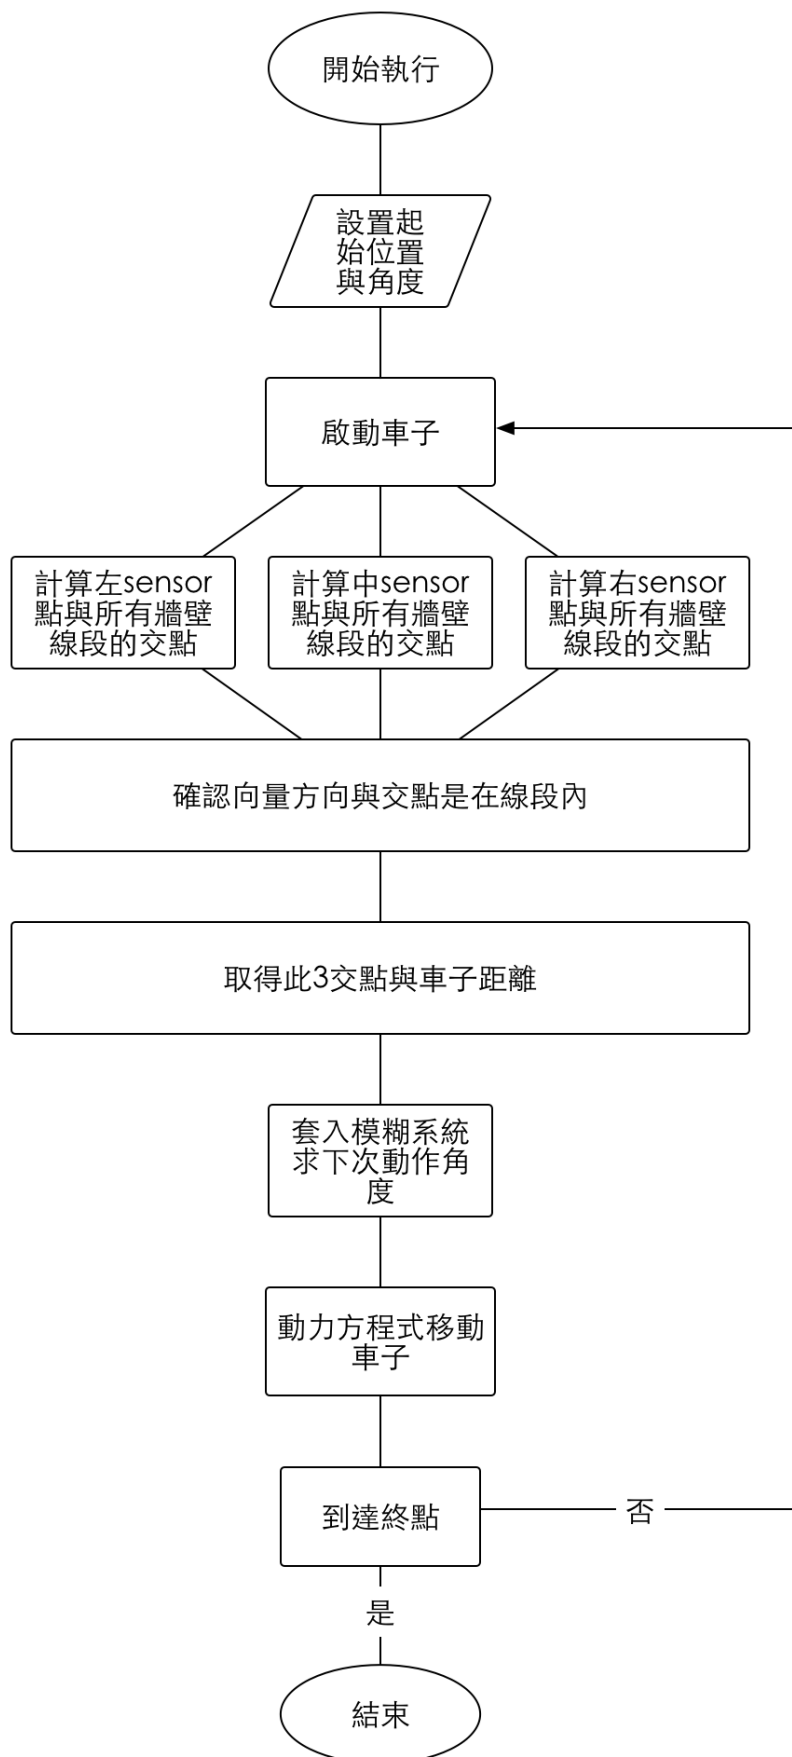 開始執行
設置起
始位置
與角度
啟動車子
計算左sensor
點與所有牆壁
線段的交點
計算中sensor
點與所有牆壁
線段的交點
計算右sensor
點與所有牆壁
線段的交點
確認向量方向與交點是在線段內
取得此3交點與車子距離
套入模糊系統
求下次動作角
度
動力方程式移動
車子
到達終點
否
是
結束